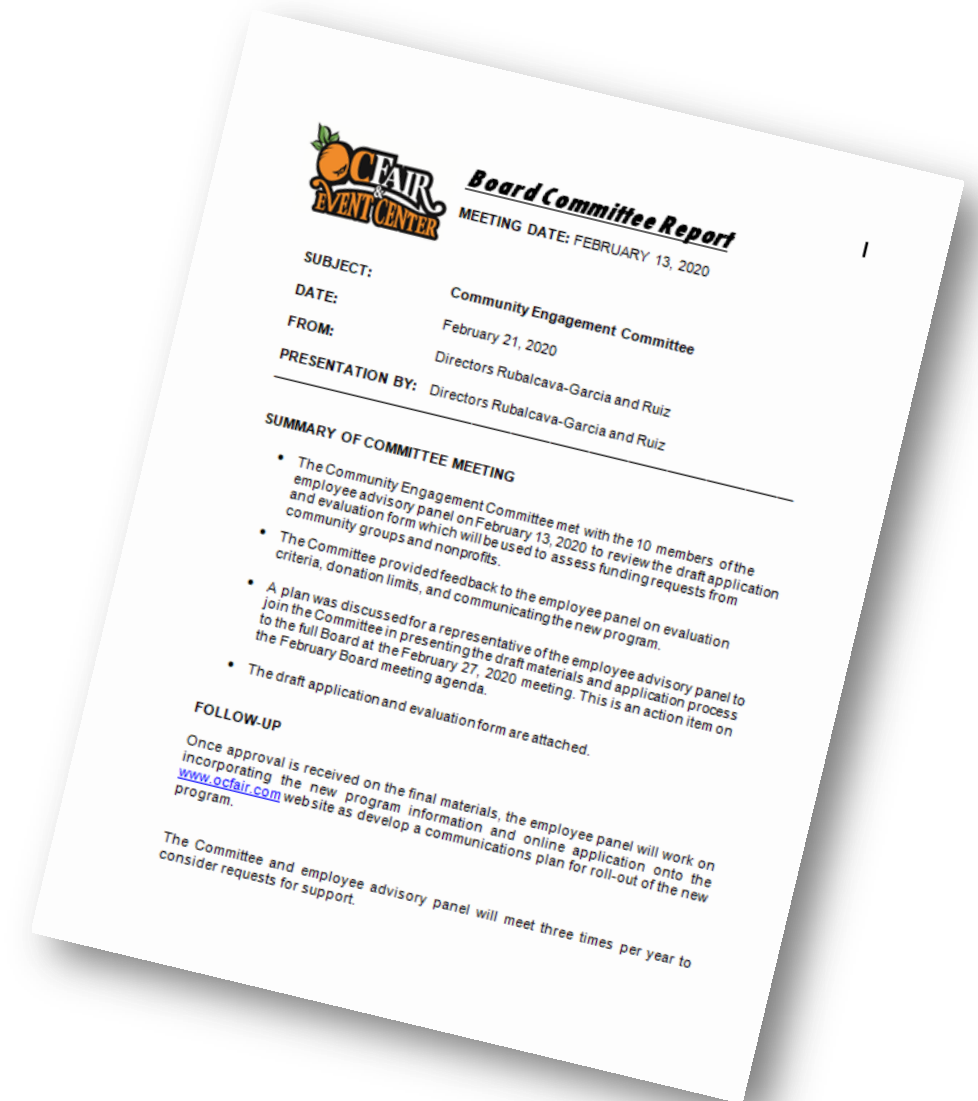 OCFAIR
&
EVENT CENTER
Board Committee Report
MEETING DATE: FEBRUARY 13, 2020
SUBJECT: Community Engagement Committee
DATE: February 21, 2020
FROM: Directors Rubalcava-Garcia and Ruiz
PRESENTATION BY: Directors Rubalcava-Garcia and Ruiz
SUMMARY OF COMMITTEE MEETING
• The Community Engagement Committee met with the 10 members of the
employee advisory panel on February 13, 2020 to review the draft application
and evaluation form which will be used to assess funding requests from
community groups and nonprofits.
• The Committee provided feedback to the employee panel on evaluation
criteria, donation limits, and communicating the new program.
• A plan was discussed for a representative of the employee advisory panel to
join the Committee in presenting the draft materials and application process
to the full Board at the February 27, 2020 meeting. This is an action item on
the February Board meeting agenda.
• The draft application and evaluation form are attached.
FOLLOW-UP
Once approval is received on the final materials, the employee panel will work on
incorporating the new program information and online application onto the
www.ocfair.com website as develop a communications plan for roll-out of the new
program.
The Committee and employee advisory panel will meet three times per year to
consider requests for support.